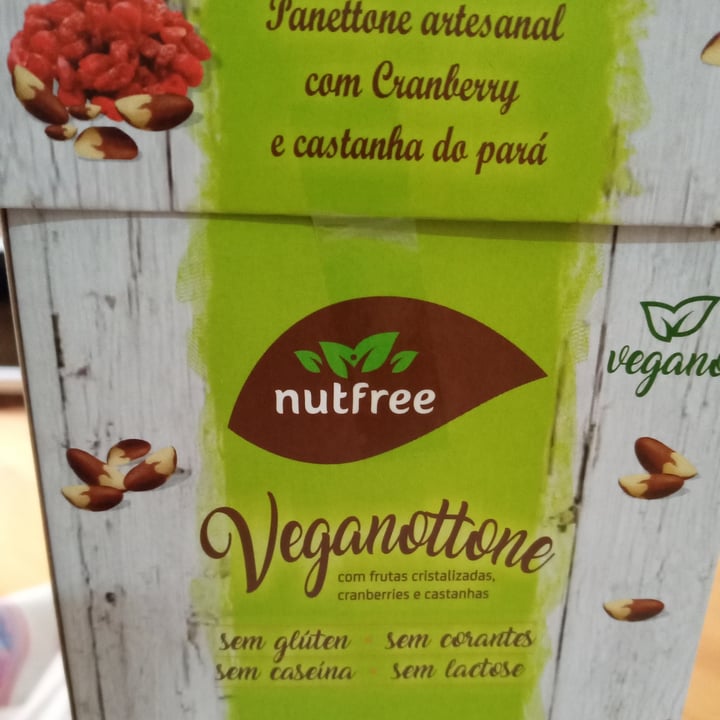 Panettone artesanal
com Cranberry
e castanha do pará
nutfree
vegano
Veganottone
com frutas cristalizadas,
cranberries e castanhas
sem glúten sem corantes
sem caseína sem lactose